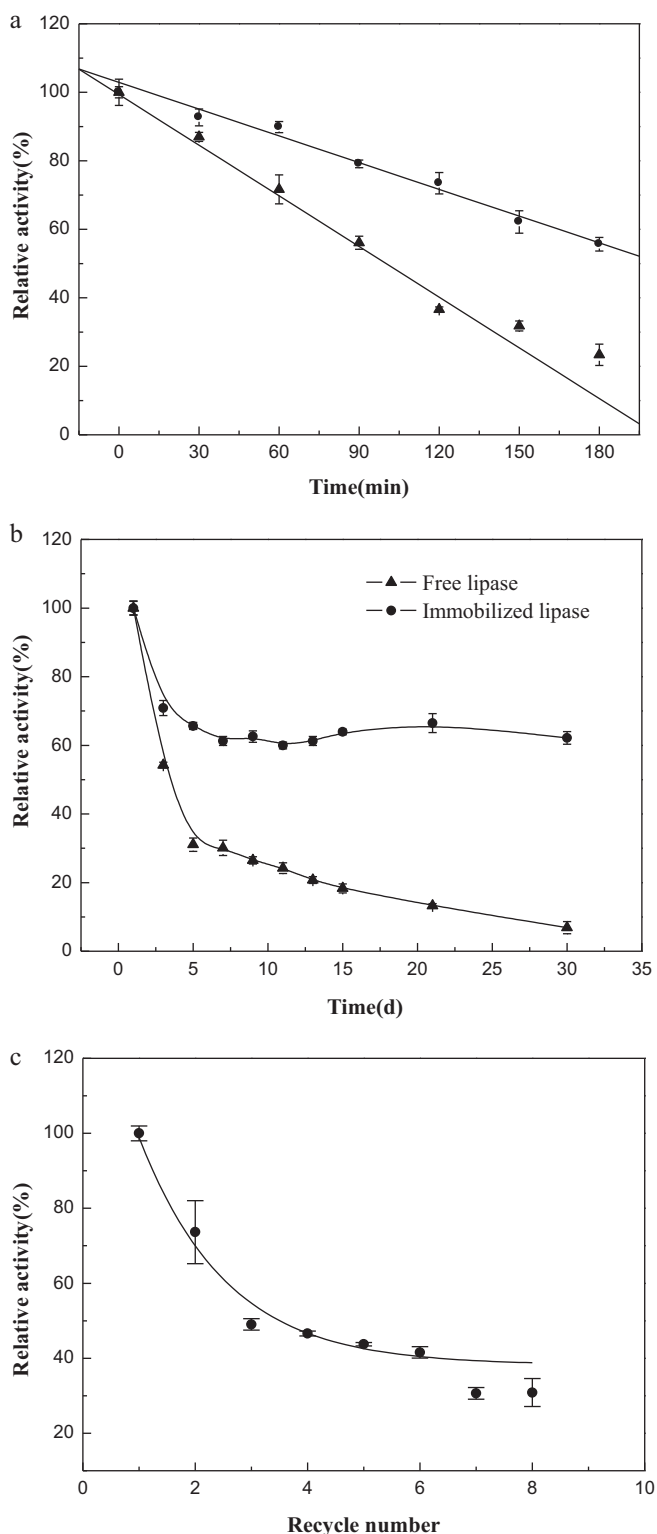 a
120
100
80
60
40
20
0
Relative activity(%)
0 30 60 90 120 150 180
Time(min)
b
120
100
80
60
40
20
0
Relative activity(%)
Free lipase
Immobilized lipase
0 5 10 15 20 25 30 35
Time(d)
c
120
100
80
60
40
20
Relative activity(%)
0 2 4 6 8 10
Recycle number